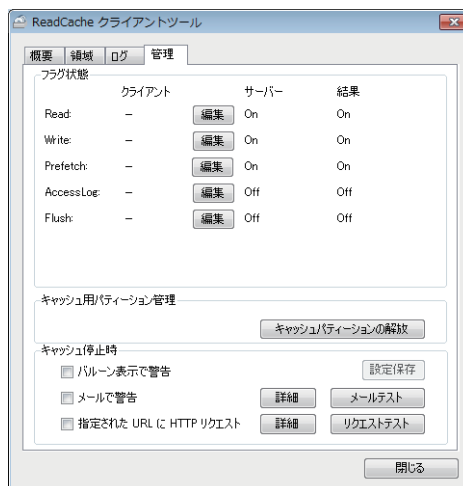 ReadCache クライアントツール
概要 領域 ログ 管理
フラグ状態
クライアント サーバー 結果
Read: − 編集 On On
Write: − 編集 On On
Prefetch: − 編集 On On
AccessLog: − 編集 Off Off
Flush: − 編集 Off Off
キャッシュ用パティーション管理
キャッシュパティーションの解放
キャッシュ停止時
バルーン表示で警告 設定保存
メールで警告 詳細 メールテスト
指定された URL に HTTP リクエスト 詳細 リクエストテスト
閉じる